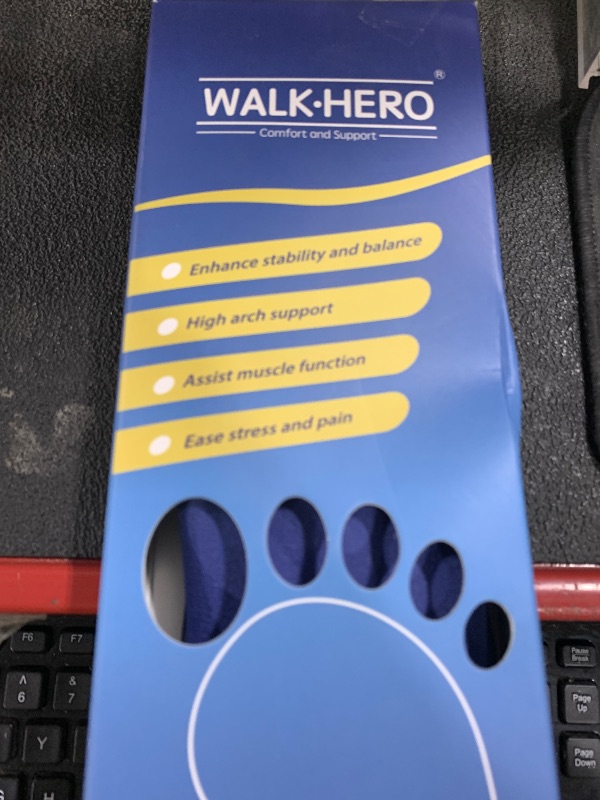 WALK·HERO®
Comfort and Support
Enhance stability and balance
High arch support
Assist muscle function
Ease stress and pain
F6 F7
^ &
6 7
Y
H
Pause
Break
Page
Up
Page
Down